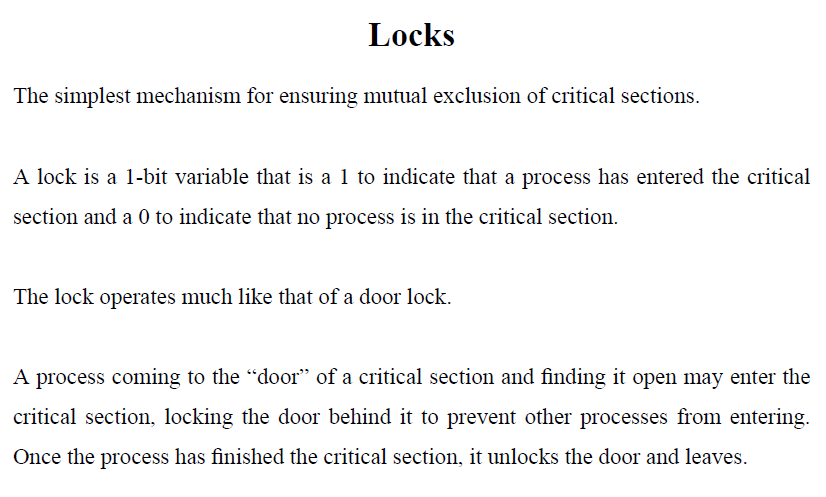 Locks
The simplest mechanism for ensuring mutual exclusion of critical sections.
A lock is a 1-bit variable that is a 1 to indicate that a process has entered the critical
section and a 0 to indicate that no process is in the critical section.
The lock operates much like that of a door lock.
A process coming to the “door” of a critical section and finding it open may enter the
critical section, locking the door behind it to prevent other processes from entering.
Once the process has finished the critical section, it unlocks the door and leaves.